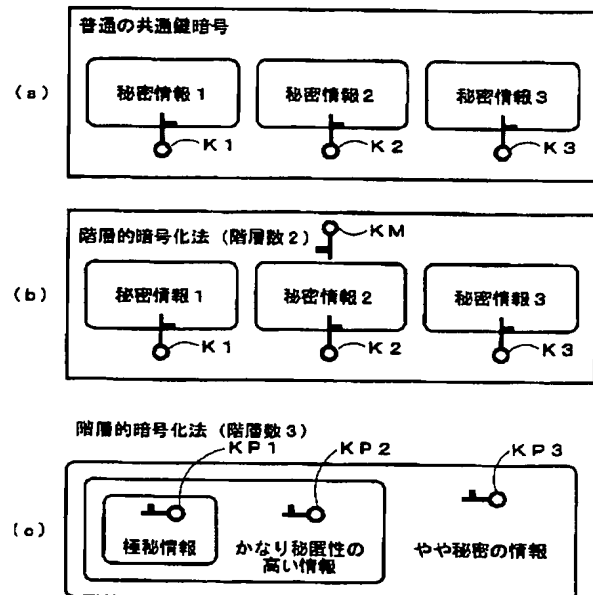 普通の共通鍵暗号
(a)
秘密情報1
秘密情報2
秘密情報3
K1
K2
K3
階層的暗号化法(階層数2)
KM
(b)
秘密情報1
秘密情報2
秘密情報3
K1
K2
K3
階層的暗号化法(階層数3)
KP1
KP2
KP3
(c)
極秘情報
かなり秘匿性の
高い情報
やや秘密の情報